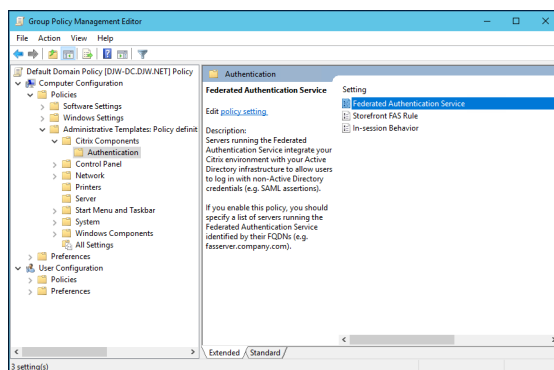 Group Policy Management Editor
File Action View Help
Default Domain Policy [DJW-DC.DJW.NET] Policy
Computer Configuration
Policies
Software Settings
Windows Settings
Administrative Templates: Policy definit
Citrix Components
Authentication
Control Panel
Network
Printers
Server
Start Menu and Taskbar
System
Windows Components
All Settings
Preferences
User Configuration
Policies
Preferences
Authentication
Federated Authentication Service
Edit policy setting
Description:
Servers running the Federated
Authentication Service integrate your
Citrix environment with your Active
Directory infrastructure to allow users
to log in with non-Active Directory
credentials (e.g. SAML assertions).
If you enable this policy, you should
specify a list of servers running the
Federated Authentication Service
identified by their FQDNs (e.g.
fasserver.company.com).
Setting
Federated Authentication Service
Storefront FAS Rule
In-session Behavior
Extended Standard
3 setting(s)